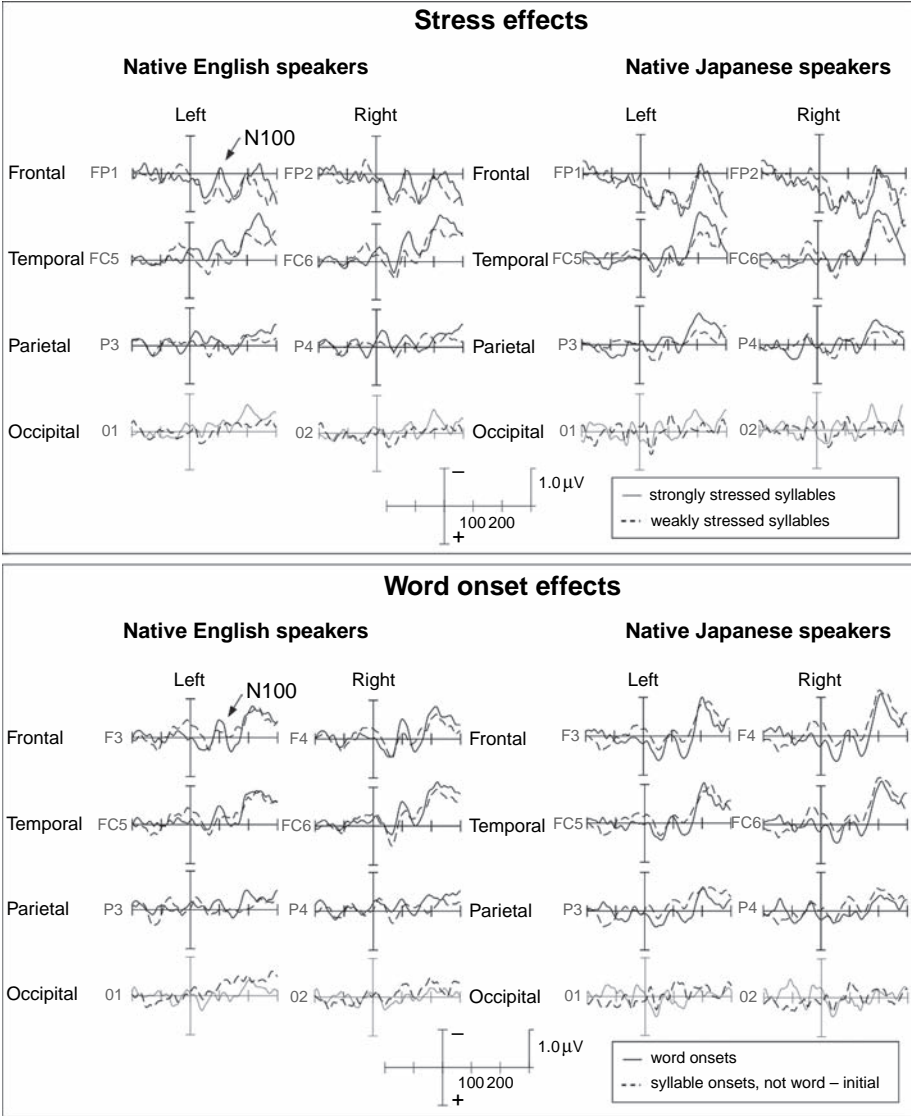 Stress effects
Native English speakers Native Japanese speakers
Left Right Left Right
N100
Frontal FP1 FP2 Frontal FP1 FP2
Temporal FC5 FC6 Temporal FC5 FC6
Parietal P3 P4 Parietal P3 P4
Occipital 01 02 Occipital 01 02
− 1.0 μV
100 200
+
strongly stressed syllables
weakly stressed syllables
Word onset effects
Native English speakers Native Japanese speakers
Left Right Left Right
N100
Frontal F3 F4 Frontal F3 F4
Temporal FC5 FC6 Temporal FC5 FC6
Parietal P3 P4 Parietal P3 P4
Occipital 01 02 Occipital 01 02
− 1.0 μV
100 200
+
word onsets
syllable onsets, not word – initial